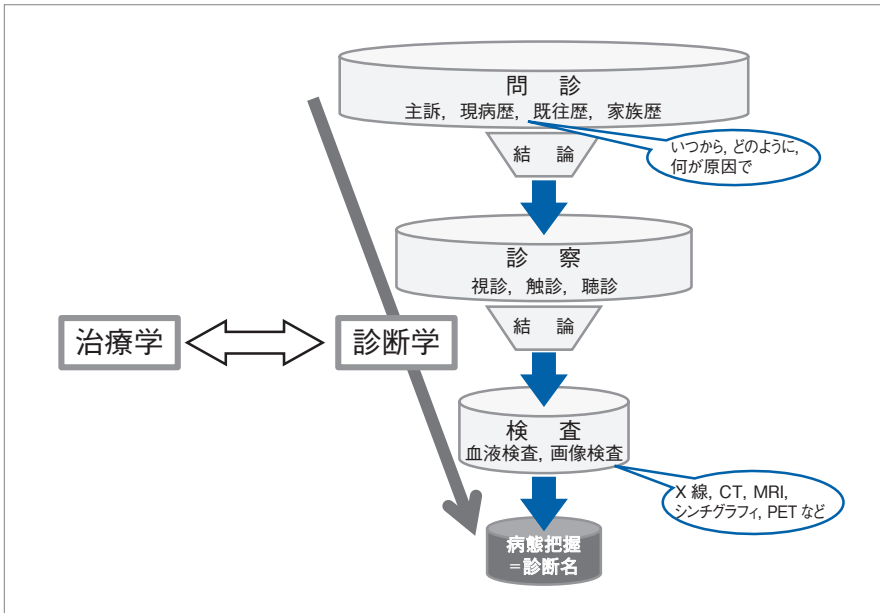 問 診
主訴, 現病歴, 既往歴, 家族歴
いつから, どのように,
何が原因で
結 論
診 察
視診, 触診, 聴診
結 論
治療学
診断学
検 査
血液検査, 画像検査
X 線, CT, MRI,
シンチグラフィ, PET など
病態把握
=診断名